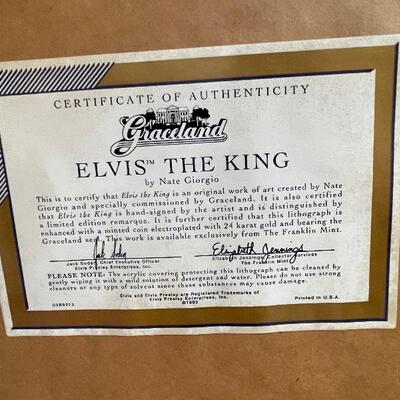 CERTIFICATE OF AUTHENTICITY
Graceland
ELVIS™ THE KING
by Nate Giorgio
This is to certify that Elvis the King is an original work of art created by Nate
Giorgio and specially commissioned by Graceland. It is also certified
that Elvis the King is hand-signed by the artist and is distinguished by
a limited edition remarque. It is further certified that this lithograph is
enhanced with a minted coin electroplated with 24 karat gold and bearing the
Graceland seal. This work is available exclusively from The Franklin Mint.
Jack Soden Elizabeth Jennings
Jack Soden, Chief Executive Officer Elizabeth Jennings, Collector Services
Elvis Presley Enterprises, Inc. The Franklin Mint
PLEASE NOTE: The acrylic covering protecting this lithograph can be cleaned by
gently wiping it with a mild solution of detergent and water. Please do not use strong
cleaners or any type of solvent since these substances may cause damage.
Elvis and Elvis Presley are Registered Trademarks of
Elvis Presley Enterprises, Inc.
©1993 Printed in U.S.A.